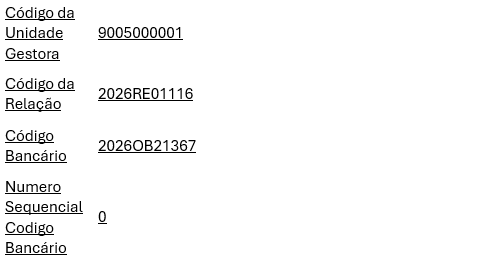 Código da
Unidade
Gestora
9005000001
Código da
Relação
2026RE01116
Código
Bancário
2026OB21367
Numero
Sequencial
Codigo
Bancário
0